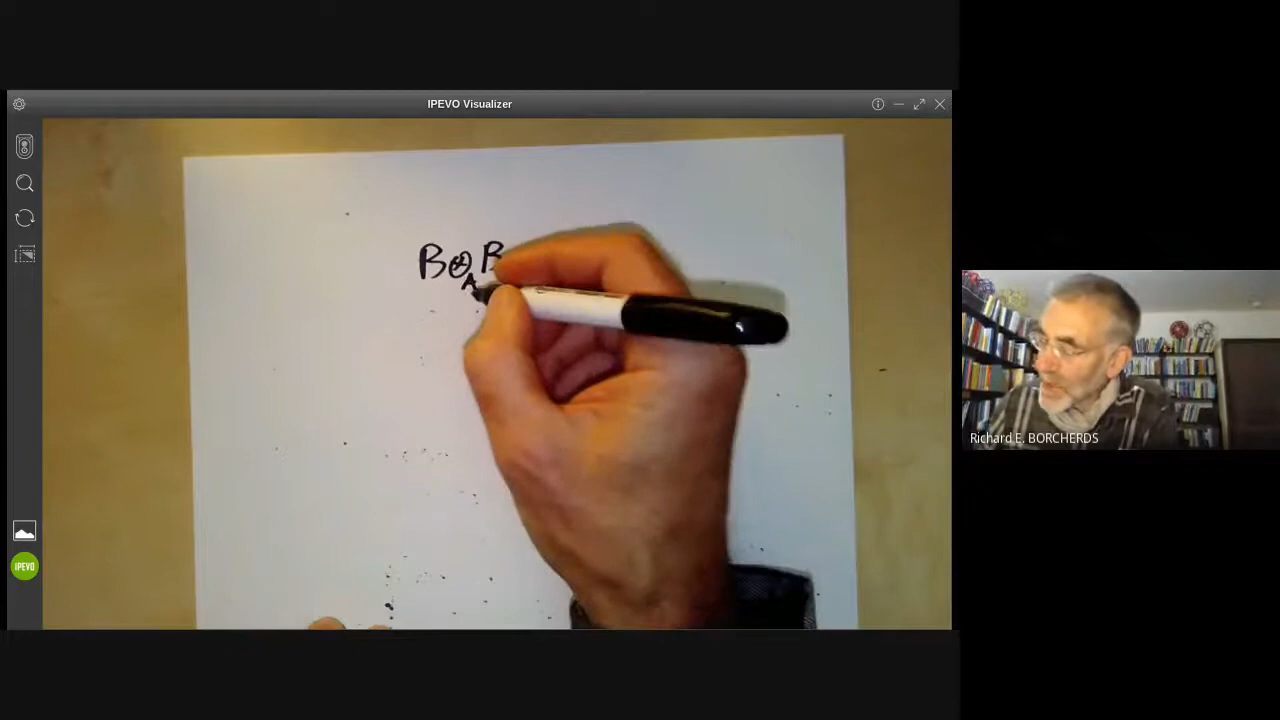 IPEVO Visualizer
B⊗B
A
IPEVO
Richard E. BORCHERDS